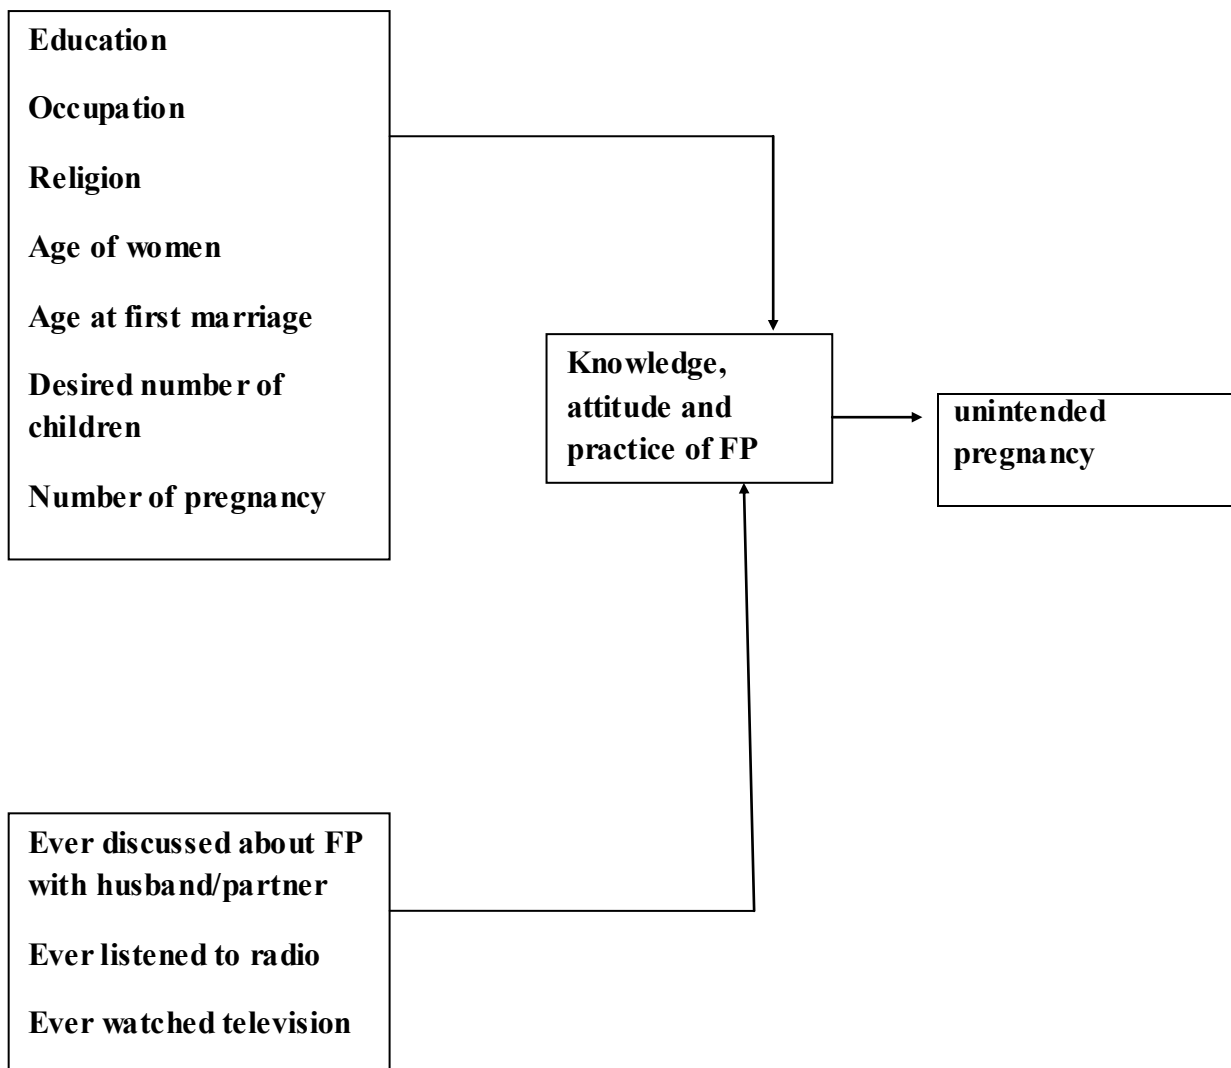 Education
Occupation
Religion
Age of women
Age at first marriage
Desired number of
children
Number of pregnancy
Knowledge,
attitude and
practice of FP
unintended
pregnancy
Ever discussed about FP
with husband/partner
Ever listened to radio
Ever watched television